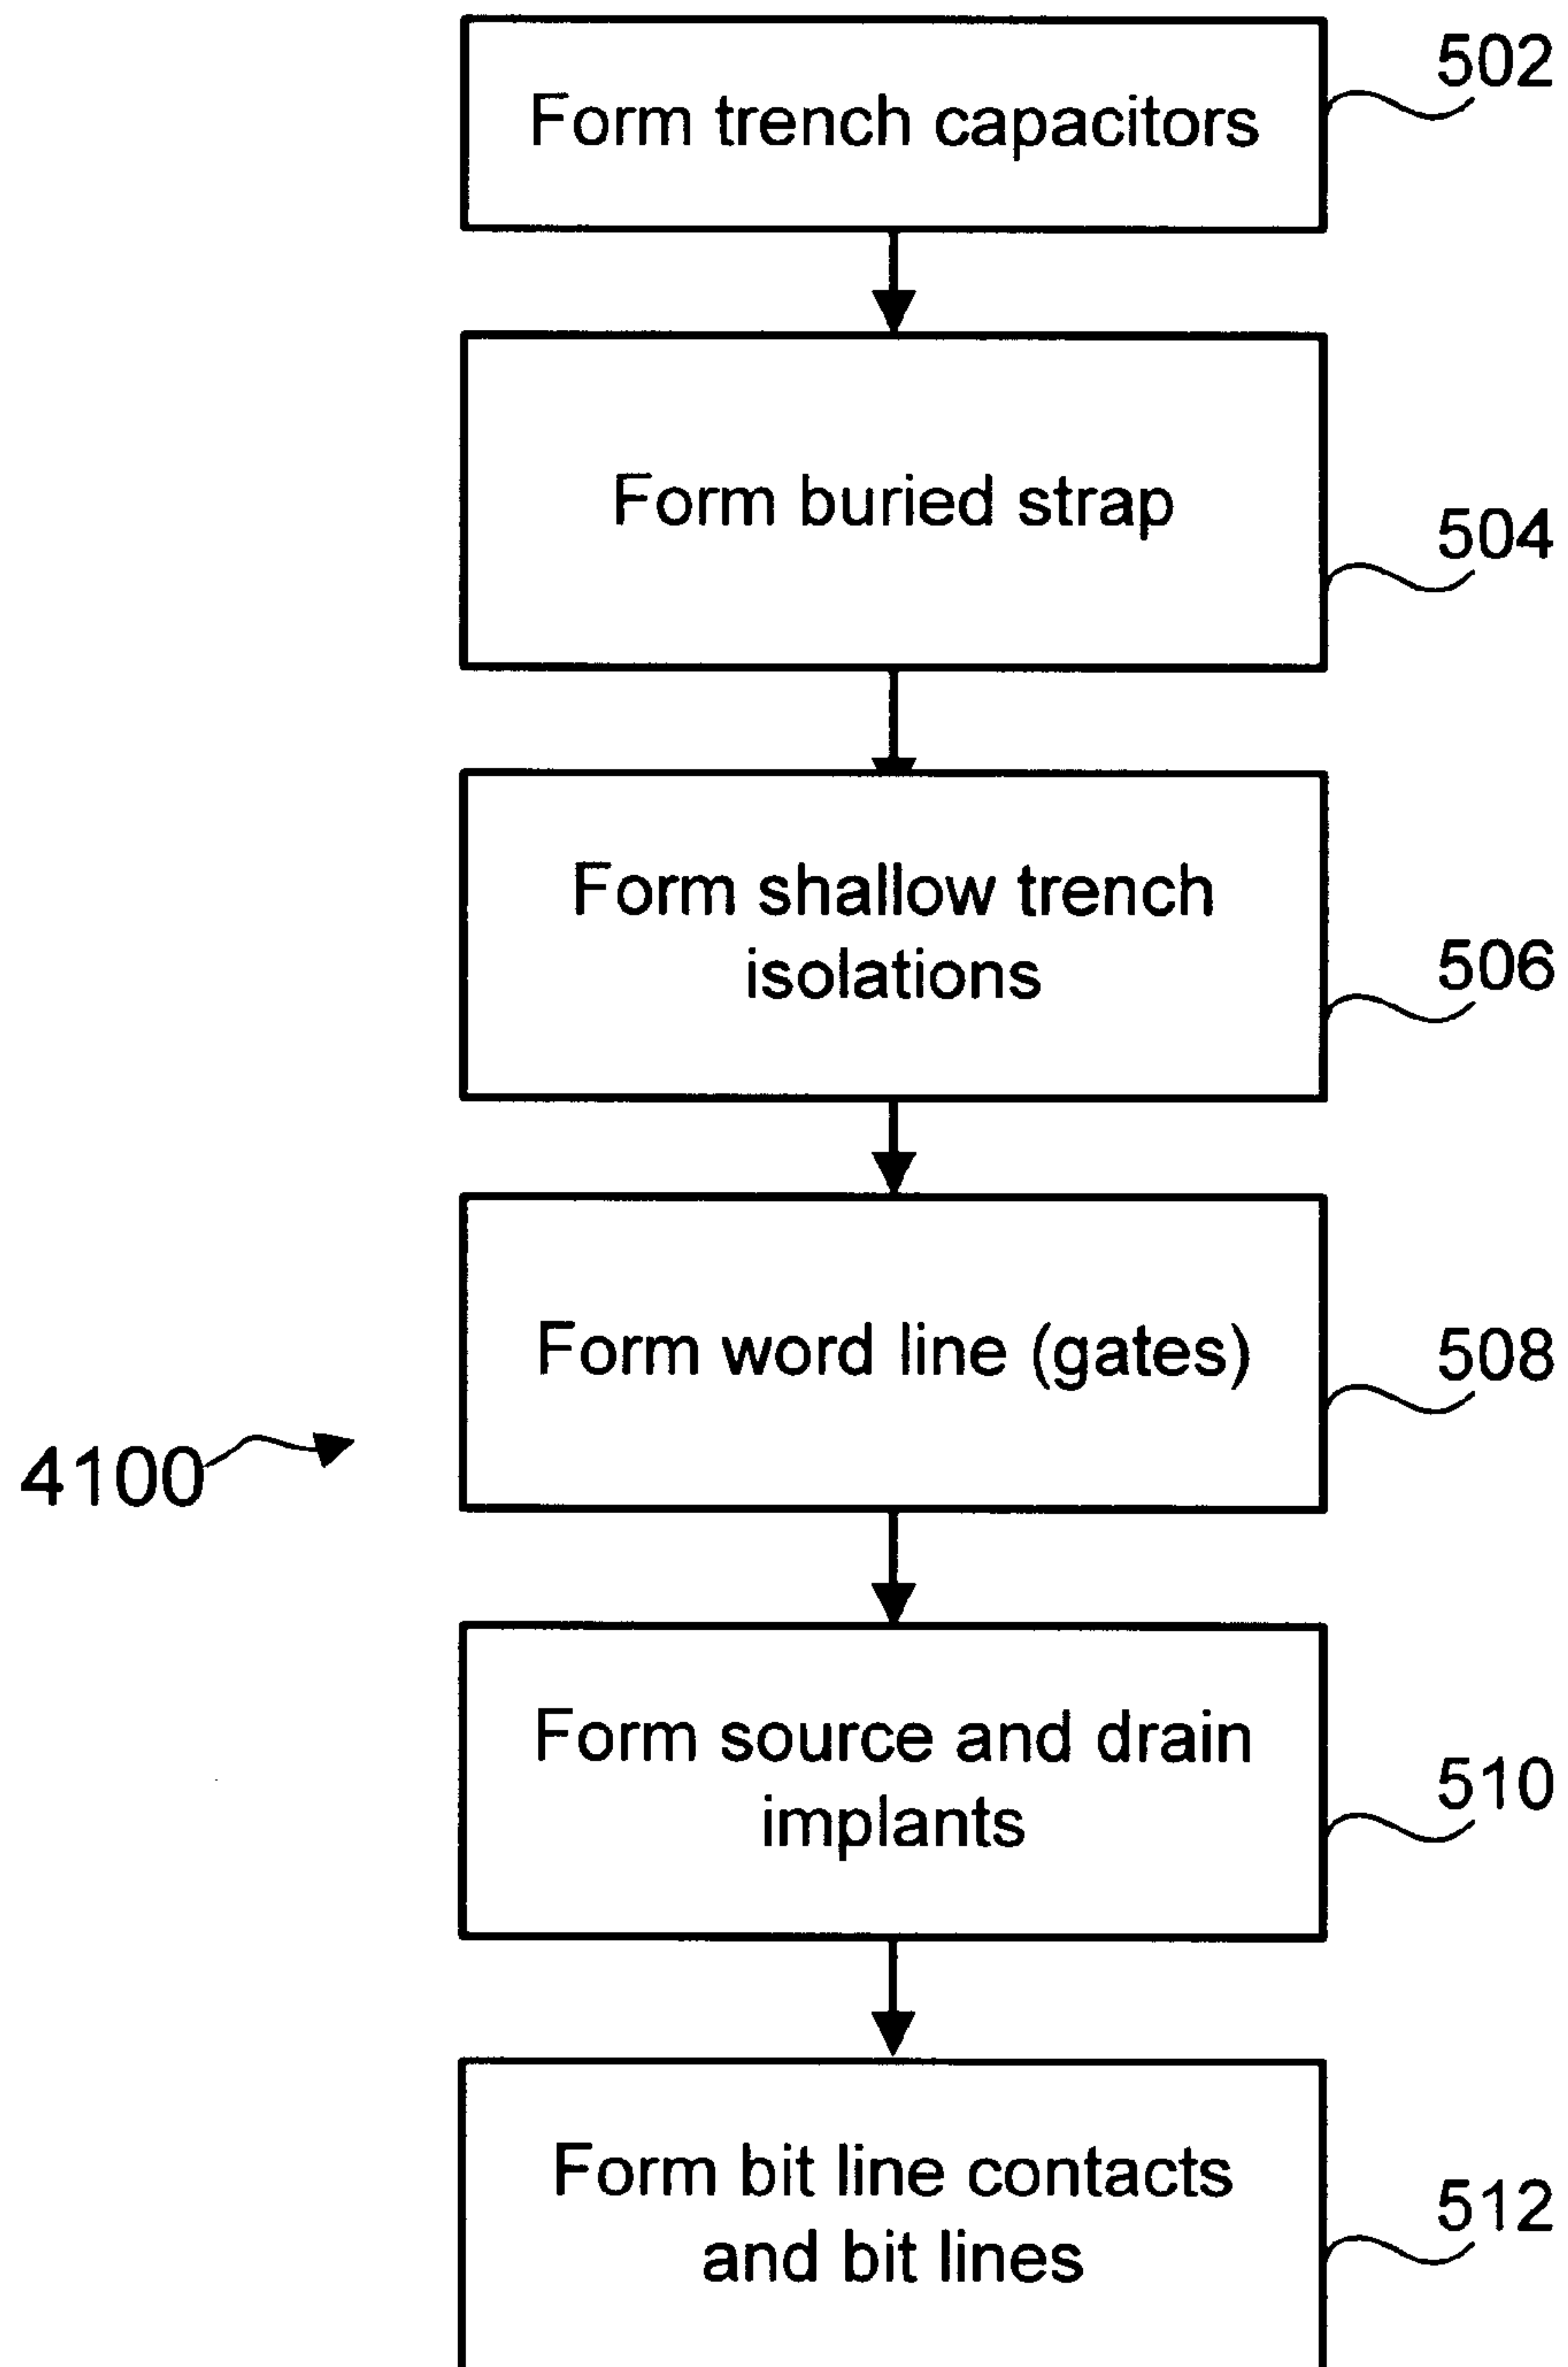 Form trench capacitors
502
Form buried strap
504
Form shallow trench
isolations
506
Form word line (gates)
508
4100
Form source and drain
implants
510
Form bit line contacts
and bit lines
512